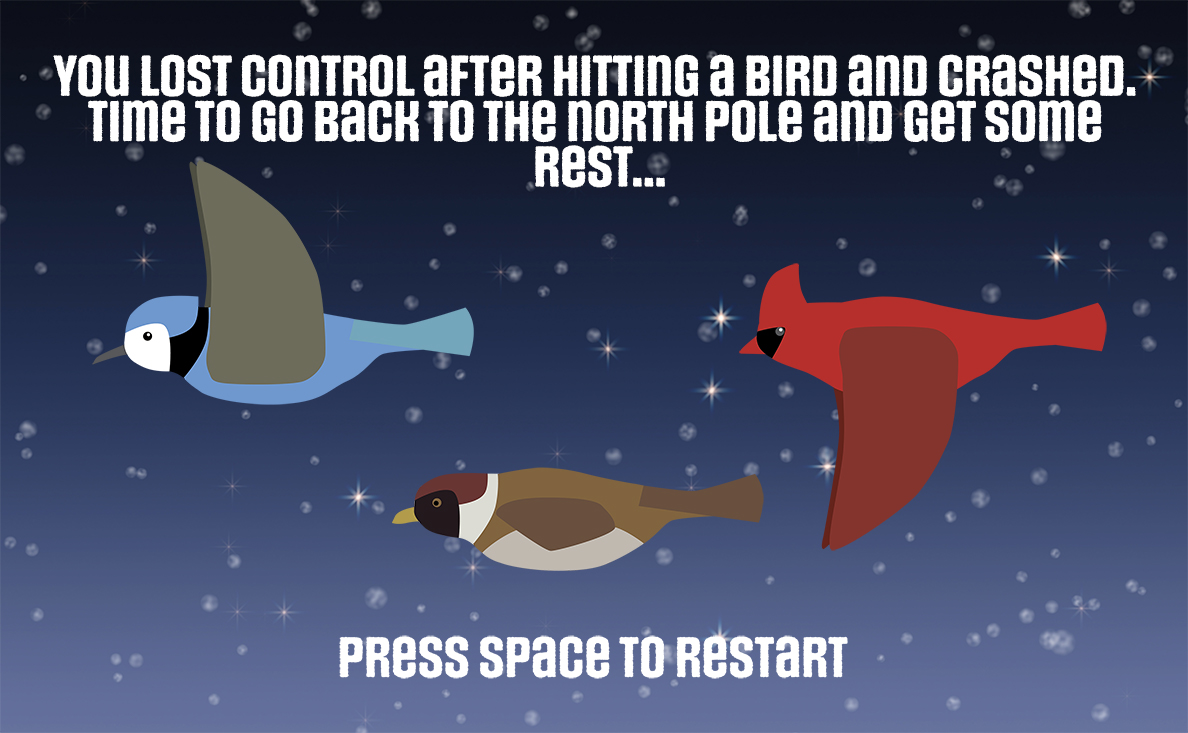 YOU LOST CONTROL AFTER HITTING A BIRD AND CRASHED.
TIME TO GO BACK TO THE NORTH POLE AND GET SOME
REST...
PRESS SPACE TO RESTART